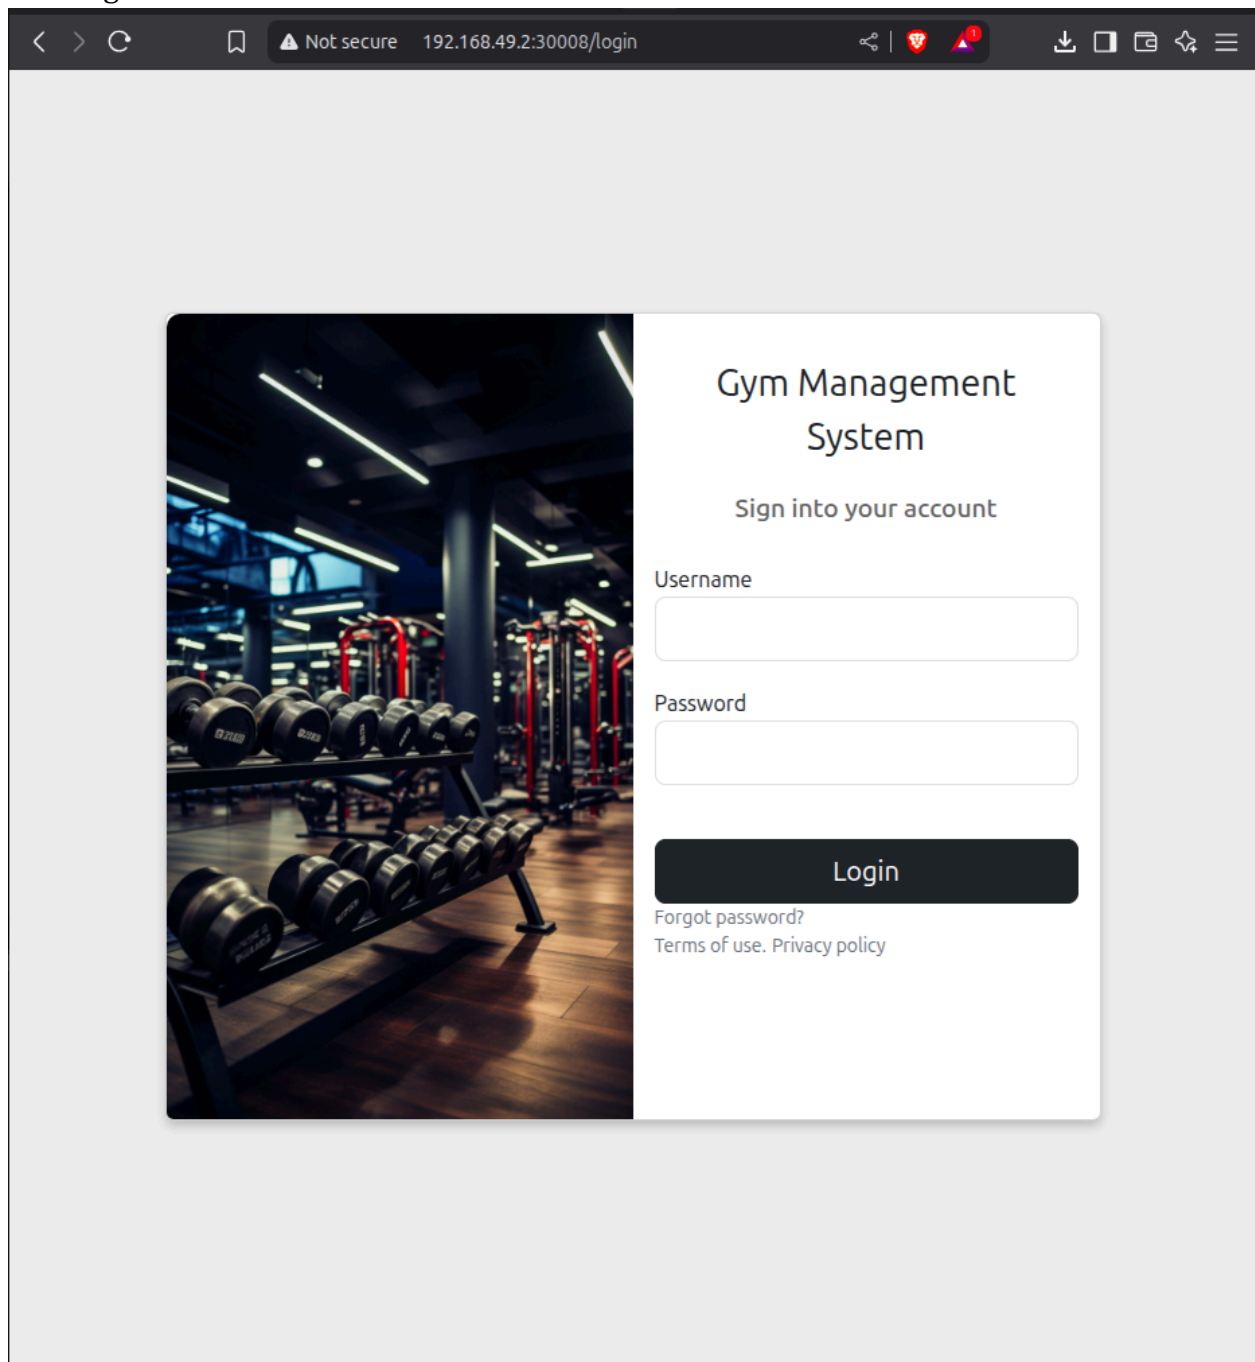 Not secure 192.168.49.2:30008/login
1
Gym Management
System
Sign into your account
Username
Password
Login
Forgot password?
Terms of use. Privacy policy